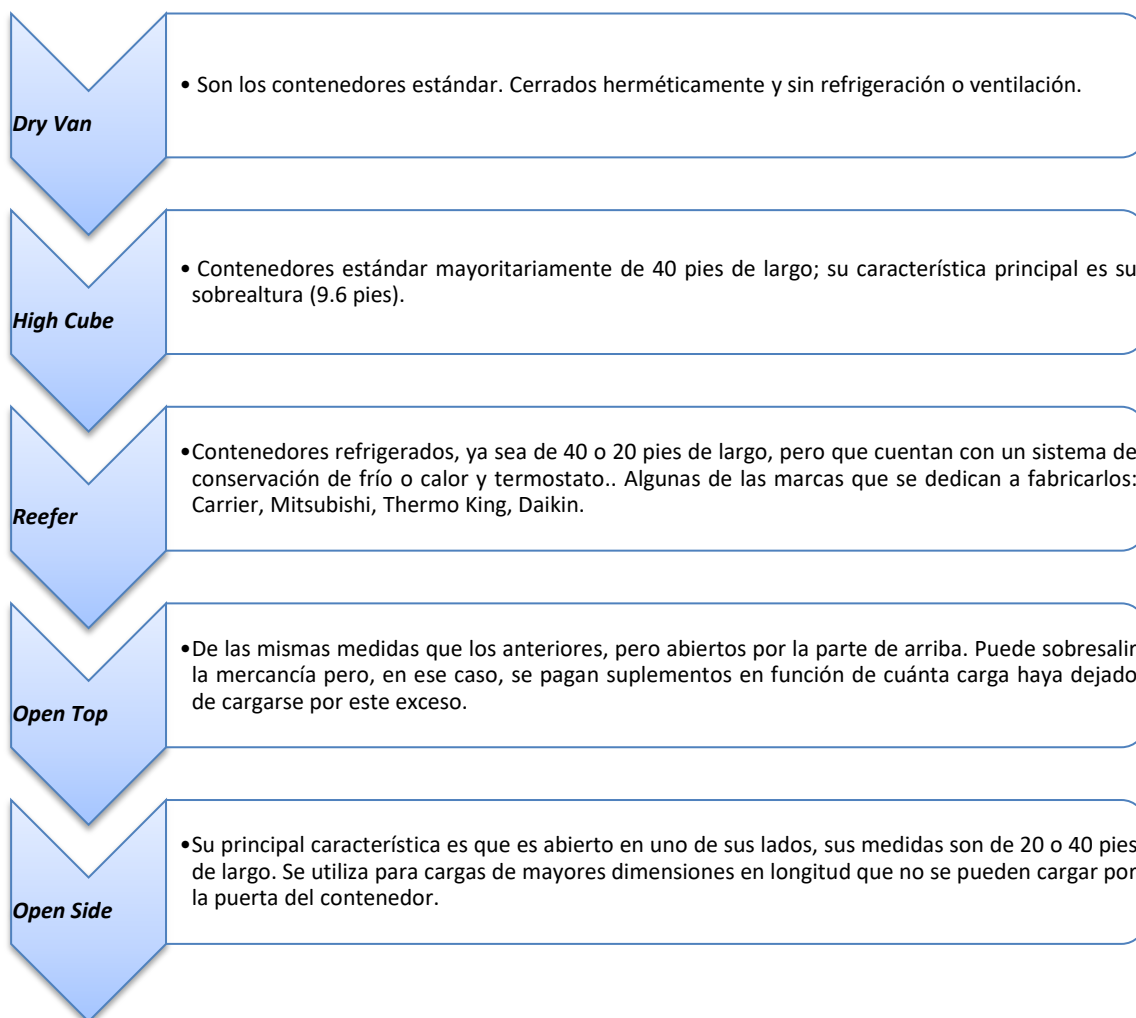 Dry Van
• Son los contenedores estándar. Cerrados herméticamente y sin refrigeración o ventilación.
High Cube
• Contenedores estándar mayoritariamente de 40 pies de largo; su característica principal es su
sobrealtura (9.6 pies).
Reefer
•Contenedores refrigerados, ya sea de 40 o 20 pies de largo, pero que cuentan con un sistema de
conservación de frío o calor y termostato.. Algunas de las marcas que se dedican a fabricarlos:
Carrier, Mitsubishi, Thermo King, Daikin.
Open Top
•De las mismas medidas que los anteriores, pero abiertos por la parte de arriba. Puede sobresalir
la mercancía pero, en ese caso, se pagan suplementos en función de cuánta carga haya dejado
de cargarse por este exceso.
Open Side
•Su principal característica es que es abierto en uno de sus lados, sus medidas son de 20 o 40 pies
de largo. Se utiliza para cargas de mayores dimensiones en longitud que no se pueden cargar por
la puerta del contenedor.